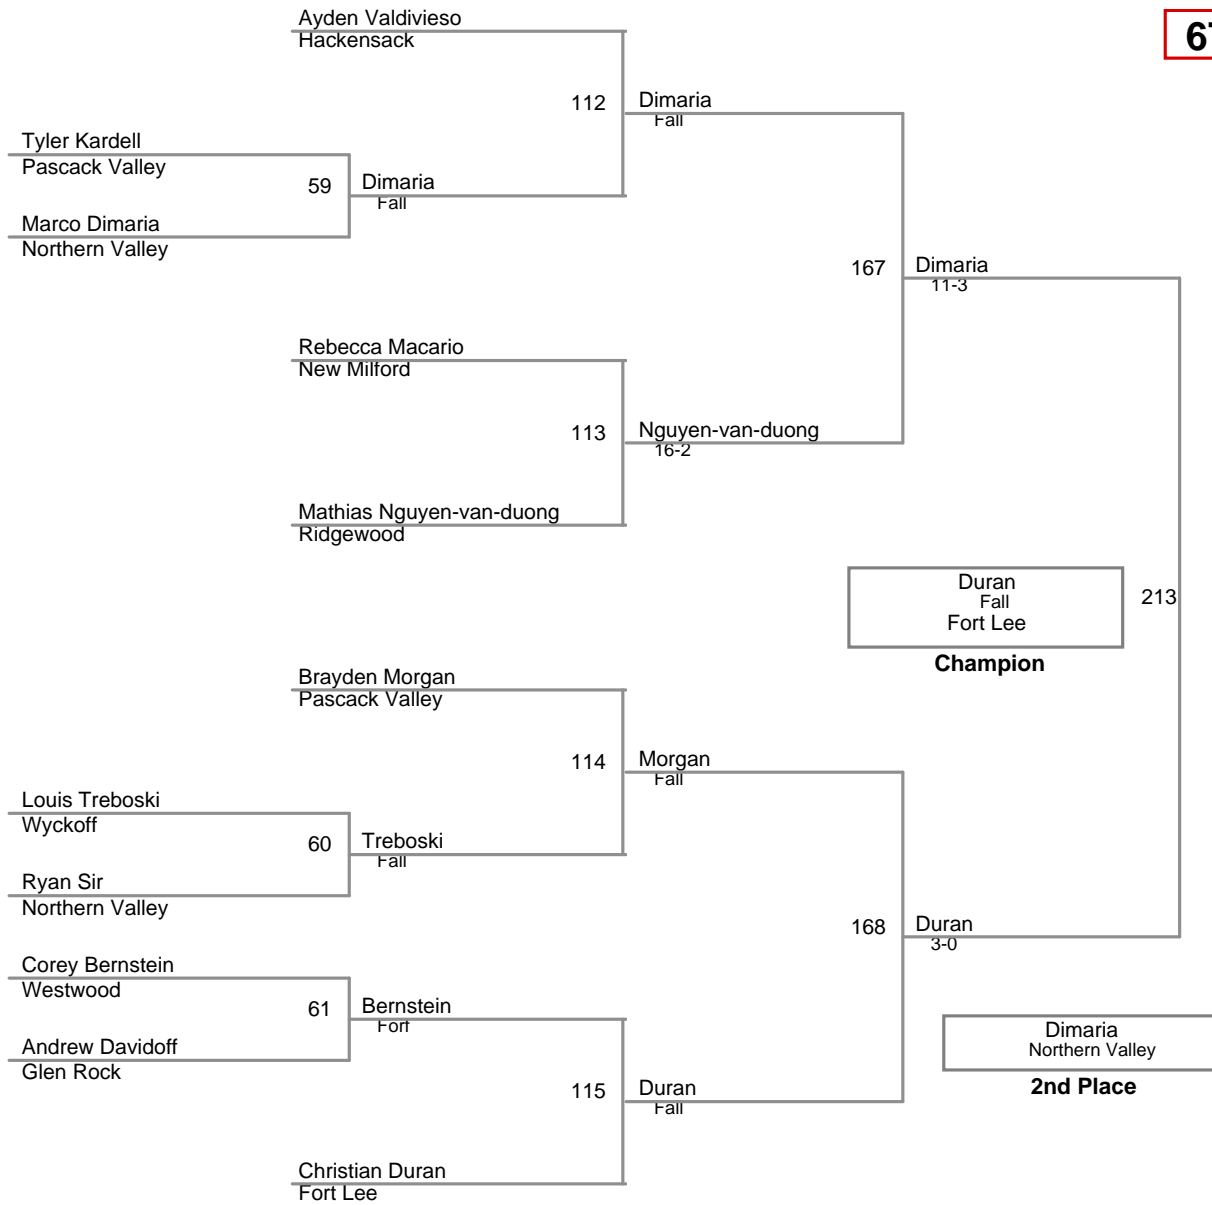 Ayden Valdivieso
Hackensack
112
Dimaria
Fall
Tyler Kardell
Pascack Valley
59
Dimaria
Fall
Marco Dimaria
Northern Valley
167
Dimaria
11-3
Rebecca Macario
New Milford
113
Nguyen-van-duong
16-2
Mathias Nguyen-van-duong
Ridgewood
Duran
Fall
Fort Lee
213
Champion
Brayden Morgan
Pascack Valley
114
Morgan
Fall
Louis Treboski
Wyckoff
60
Treboski
Fall
Ryan Sir
Northern Valley
168
Duran
3-0
Corey Bernstein
Westwood
61
Bernstein
Forf
Andrew Davidoff
Glen Rock
Dimaria
Northern Valley
2nd Place
115
Duran
Fall
Christian Duran
Fort Lee